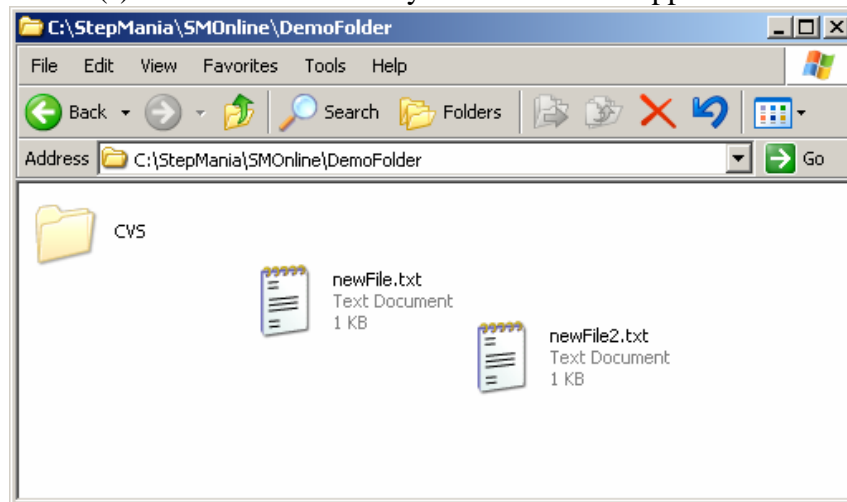 C:\StepMania\SMOnline\DemoFolder
File Edit View Favorites Tools Help
Back Search Folders
Address C:\StepMania\SMOnline\DemoFolder Go
CVS
newFile.txt
Text Document
1 KB
newFile2.txt
Text Document
1 KB